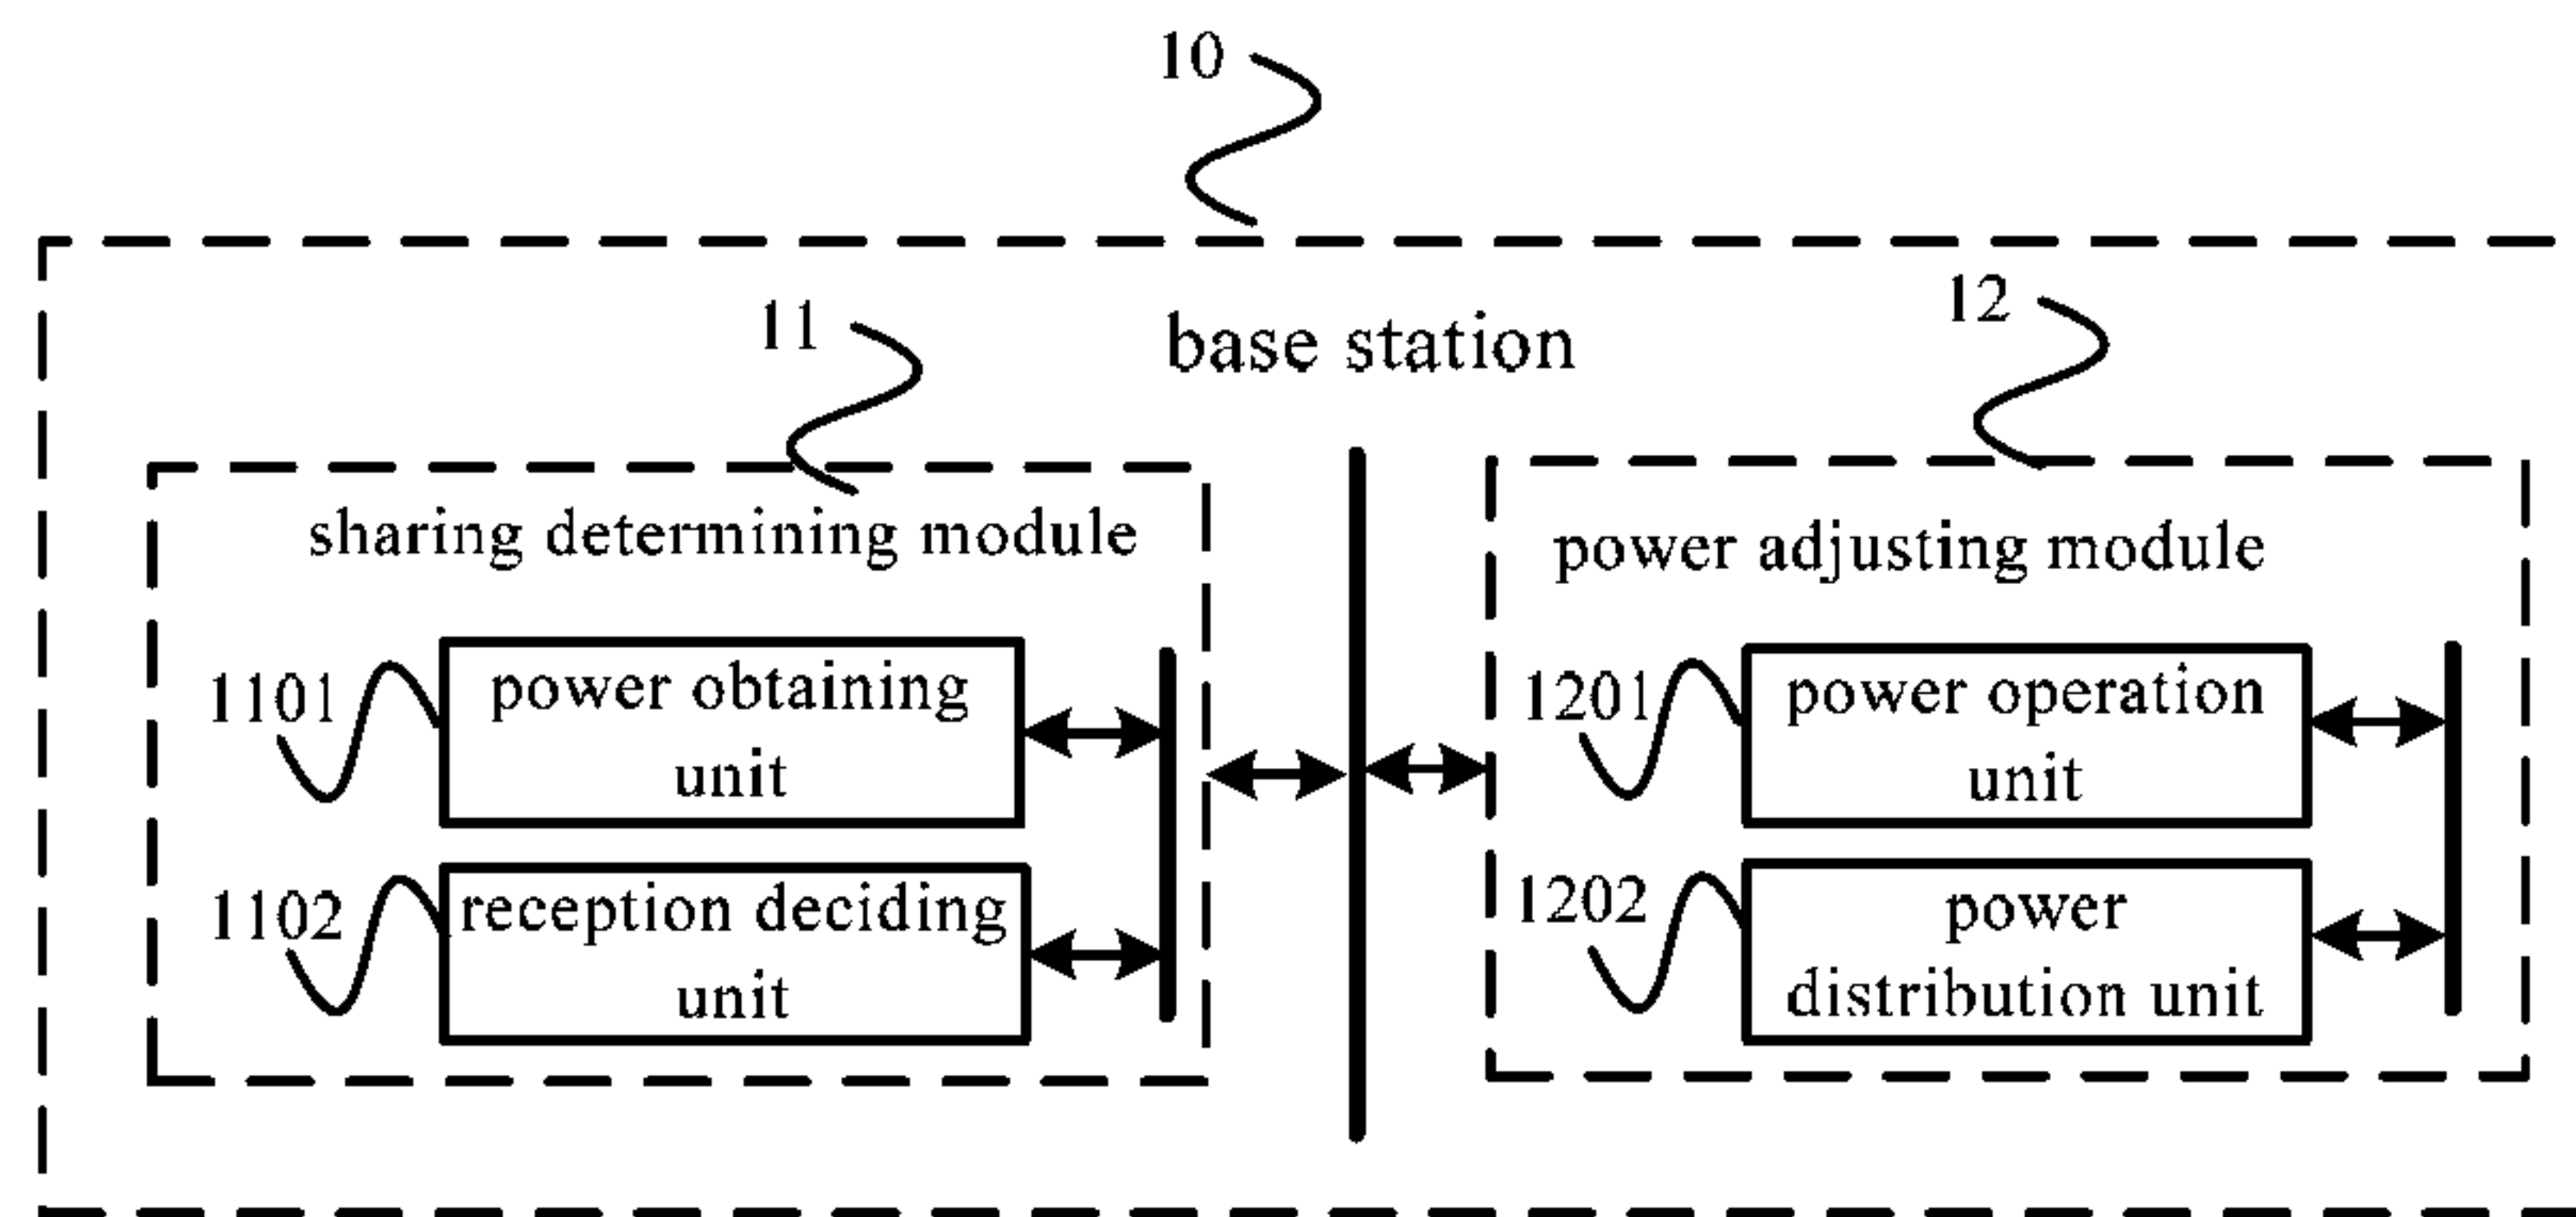 10
base station
11
12
sharing determining module
1101
power obtaining
unit
1102
reception deciding
unit
power adjusting module
1201
power operation
unit
1202
power
distribution unit